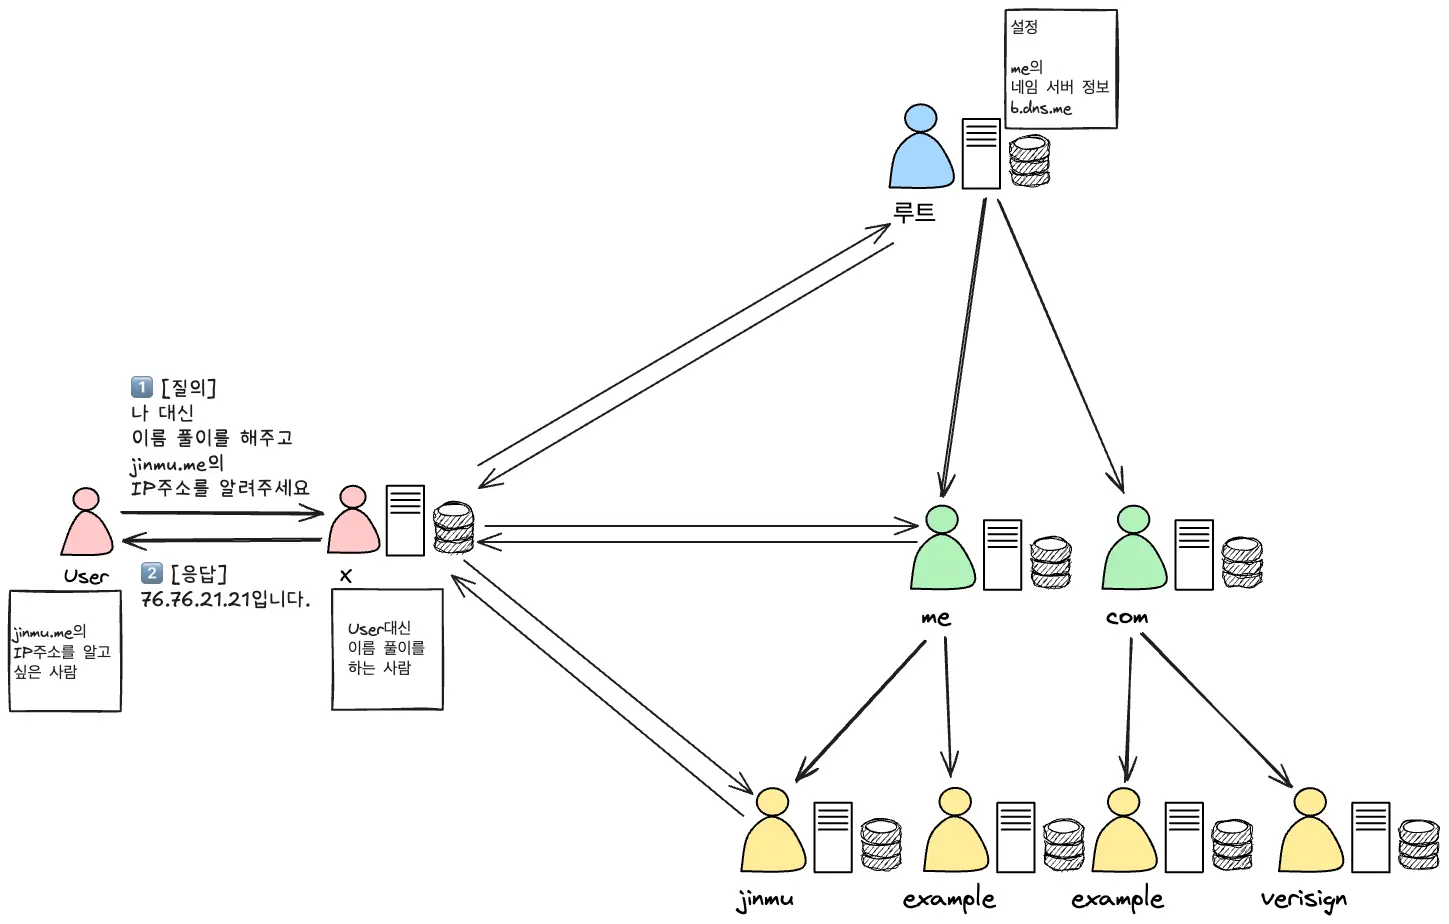 설정
me의
네임 서버 정보
b.dns.me
루트
1 [질의]
나 대신
이름 풀이를 해주고
jinmu.me의
IP주소를 알려주세요
User
2 [응답]
76.76.21.21입니다.
X
jinmu.me의
IP주소를 알고
싶은 사람
User대신
이름 풀이를
하는 사람
me
com
jinmu
example
example
verisign